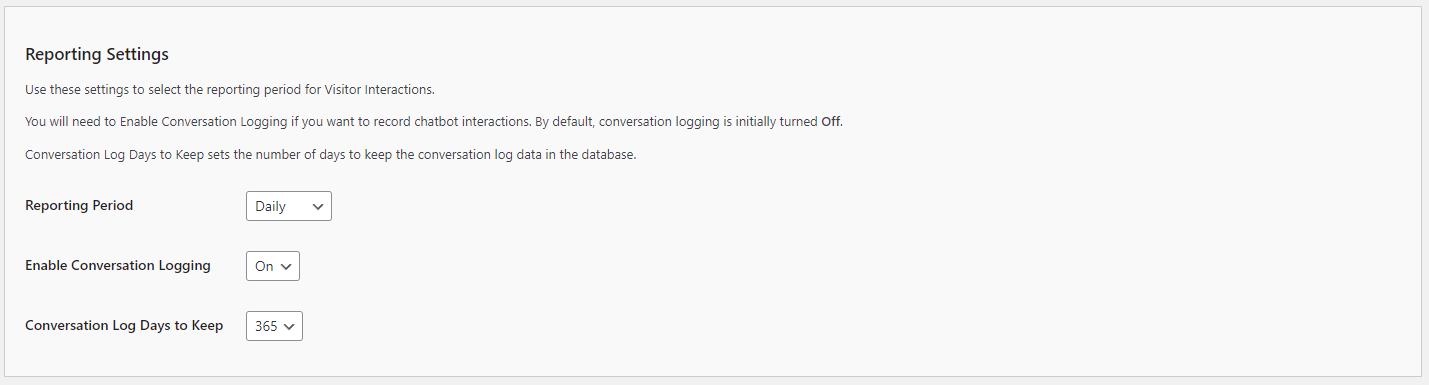 Reporting Settings
Use these settings to select the reporting period for Visitor Interactions.
You will need to Enable Conversation Logging if you want to record chatbot interactions. By default, conversation logging is initially turned Off.
Conversation Log Days to Keep sets the number of days to keep the conversation log data in the database.
Reporting Period Daily
Enable Conversation Logging On
Conversation Log Days to Keep 365